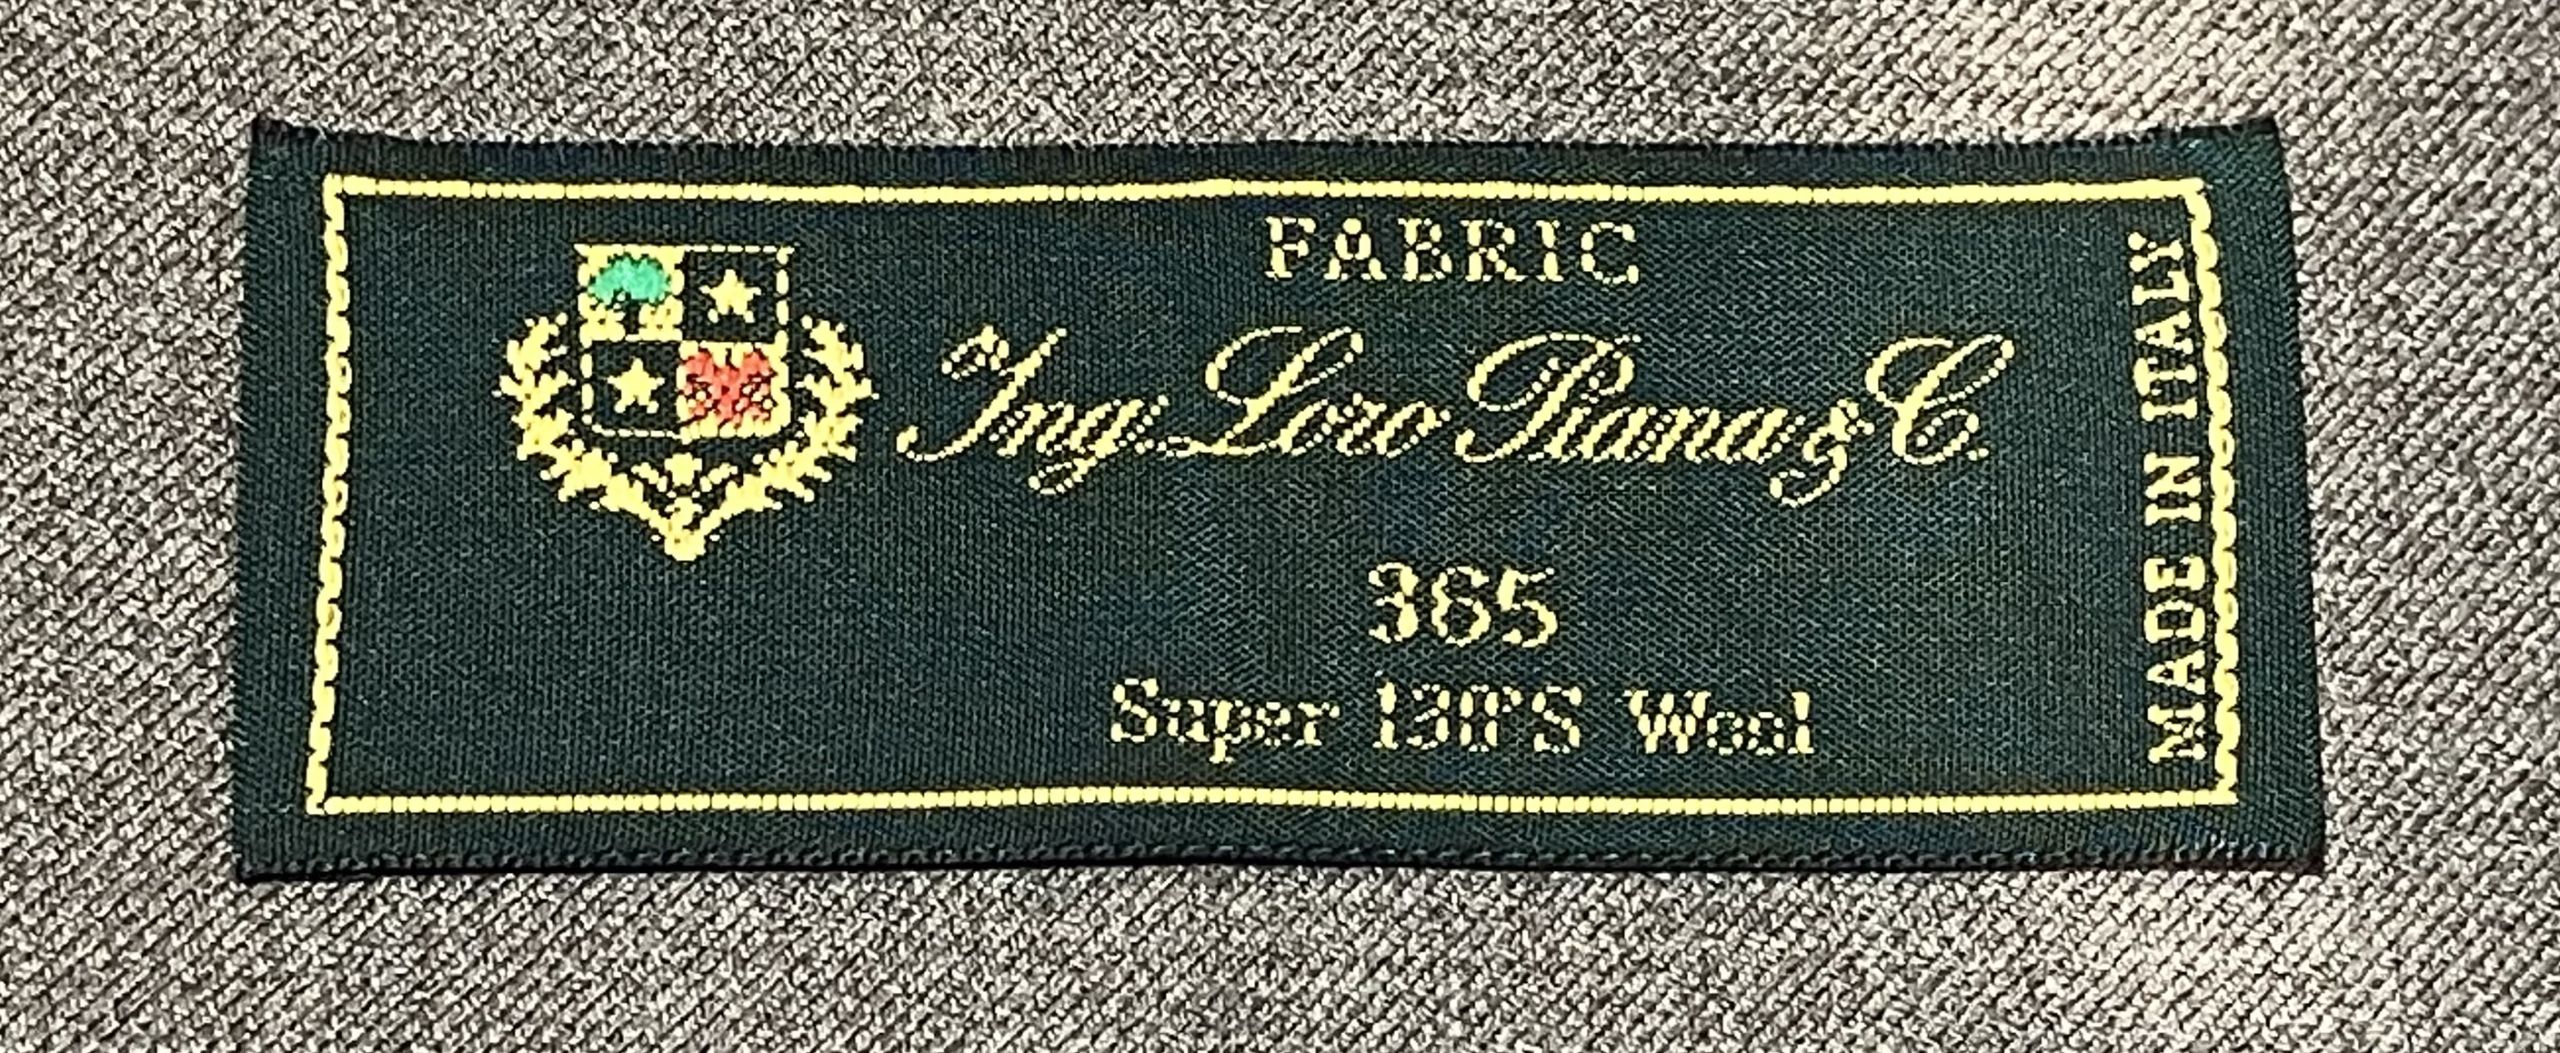 FABRIC
Ing. Loro Piana & C.
365
Super 130'S Wool
MADE IN ITALY